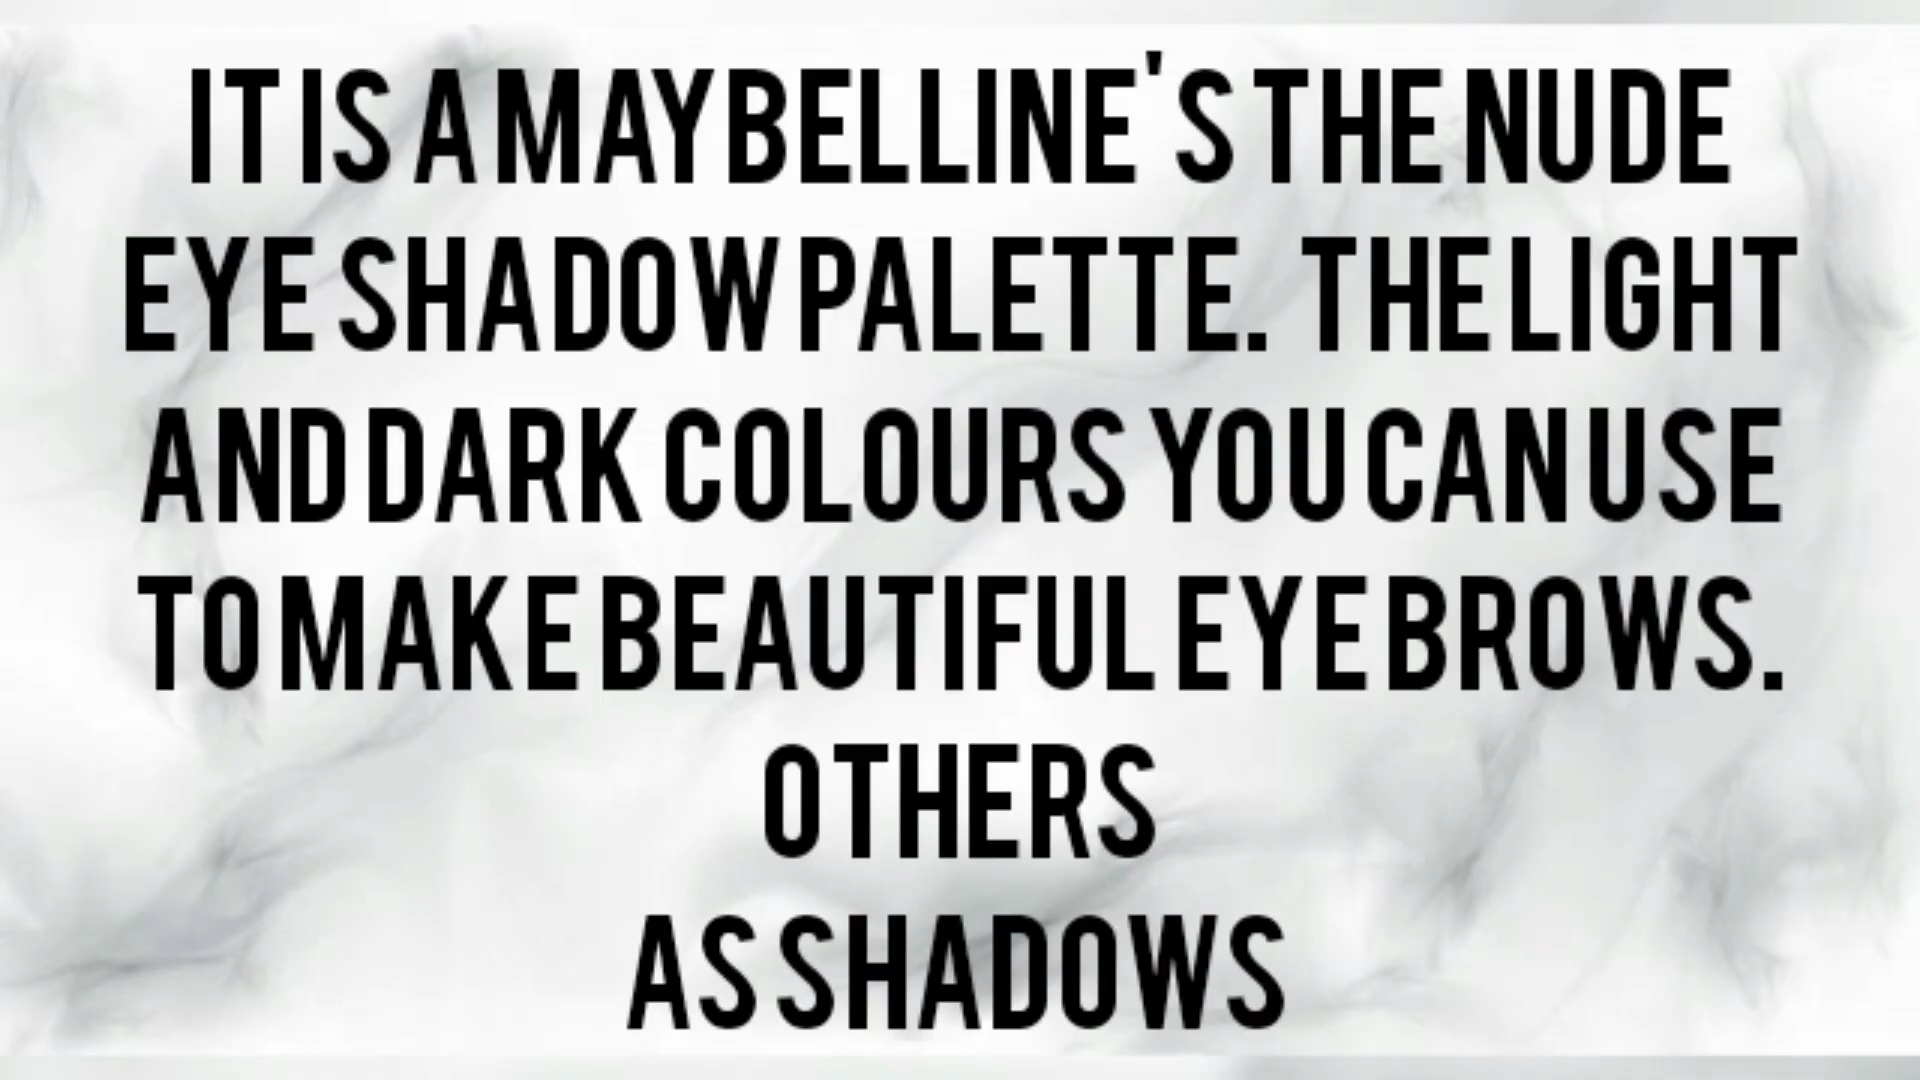 IT IS A MAYBELLINE'S THE NUDE
EYE SHADOW PALETTE. THE LIGHT
AND DARK COLOURS YOU CAN USE
TO MAKE BEAUTIFUL EYEBROWS.
OTHERS
AS SHADOWS